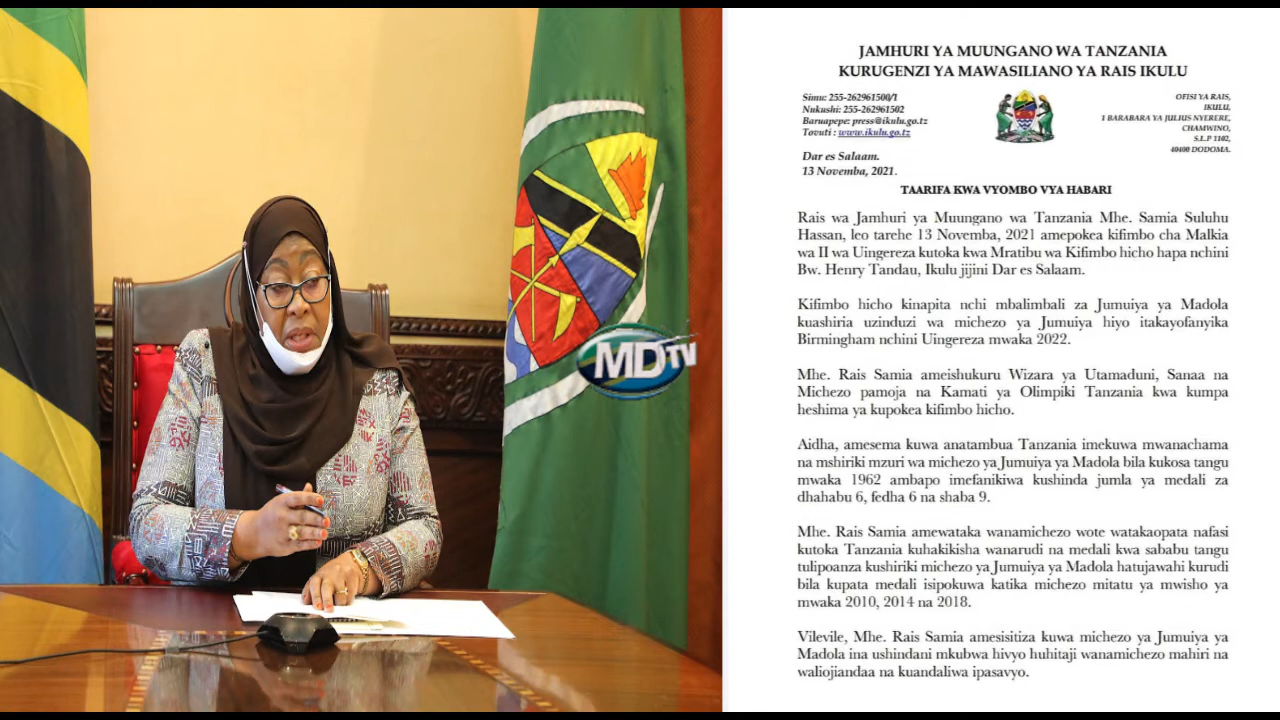 MDTV
JAMHURI YA MUUNGANO WA TANZANIA
KURUGENZI YA MAWASILIANO YA RAIS IKULU
Simu: 255-262961500/1
Nukushi: 255-262961502
Baruapepe: press@ikulu.go.tz
Tovuti : www.ikulu.go.tz
OFISI YA RAIS,
IKULU,
1 BARABARA YA JULIUS NYERERE,
CHAMWINO,
S.L.P 1102,
40400 DODOMA.
Dar es Salaam.
13 Novemba, 2021.
TAARIFA KWA VYOMBO VYA HABARI
Rais wa Jamhuri ya Muungano wa Tanzania Mhe. Samia Suluhu
Hassan, leo tarehe 13 Novemba, 2021 amepokea kifimbo cha Malkia
wa II wa Uingereza kutoka kwa Mratibu wa Kifimbo hicho hapa nchini
Bw. Henry Tandau, Ikulu jijini Dar es Salaam.
Kifimbo hicho kinapita nchi mbalimbali za Jumuiya ya Madola
kuashiria uzinduzi wa michezo ya Jumuiya hiyo itakayofanyika
Birmingham nchini Uingereza mwaka 2022.
Mhe. Rais Samia ameishukuru Wizara ya Utamaduni, Sanaa na
Michezo pamoja na Kamati ya Olimpiki Tanzania kwa kumpa
heshima ya kupokea kifimbo hicho.
Aidha, amesema kuwa anatambua Tanzania imekuwa mwanachama
na mshiriki mzuri wa michezo ya Jumuiya ya Madola bila kukosa tangu
mwaka 1962 ambapo imefanikiwa kushinda jumla ya medali za
dhahabu 6, fedha 6 na shaba 9.
Mhe. Rais Samia amewataka wanamichezo wote watakaopata nafasi
kutoka Tanzania kuhakikisha wanarudi na medali kwa sababu tangu
tulipoanza kushiriki michezo ya Jumuiya ya Madola hatujawahi kurudi
bila kupata medali isipokuwa katika michezo mitatu ya mwisho ya
mwaka 2010, 2014 na 2018.
Vilevile, Mhe. Rais Samia amesisitiza kuwa michezo ya Jumuiya ya
Madola ina ushindani mkubwa hivyo huhitaji wanamichezo mahiri na
waliojiandaa na kuandaliwa ipasavyo.